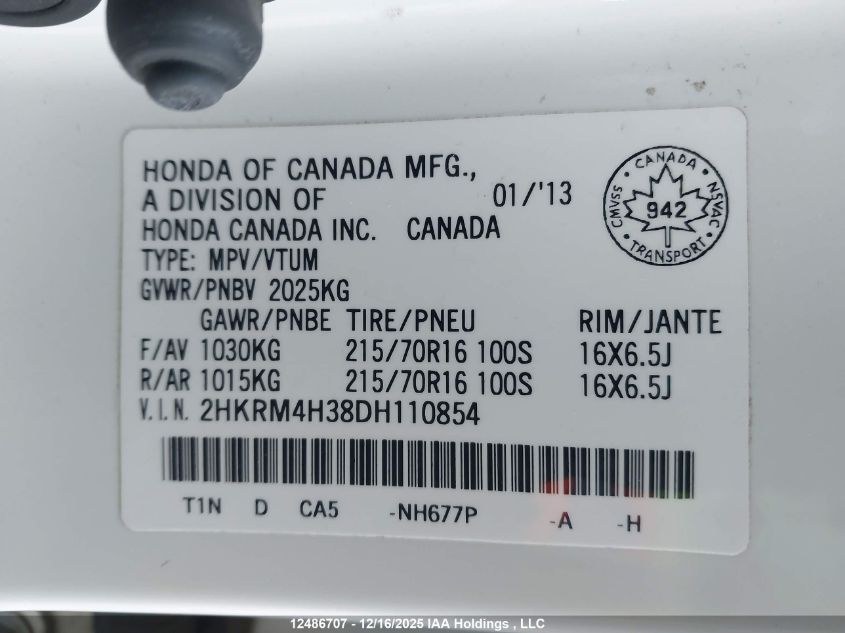 HONDA OF CANADA MFG.,
A DIVISION OF 01/'13
HONDA CANADA INC. CANADA
TYPE: MPV/VTUM
GVWR/PNBV 2025KG
GAWR/PNBE TIRE/PNEU RIM/JANTE
F/AV 1030KG 215/70R16 100S 16X6.5J
R/AR 1015KG 215/70R16 100S 16X6.5J
V.I.N. 2HKRM4H38DH110854
T1N D CA5 -NH677P -A -H
CANADA
CMVSS 942 NSVAC
TRANSPORT
12486707 - 12/16/2025 IAA Holdings , LLC